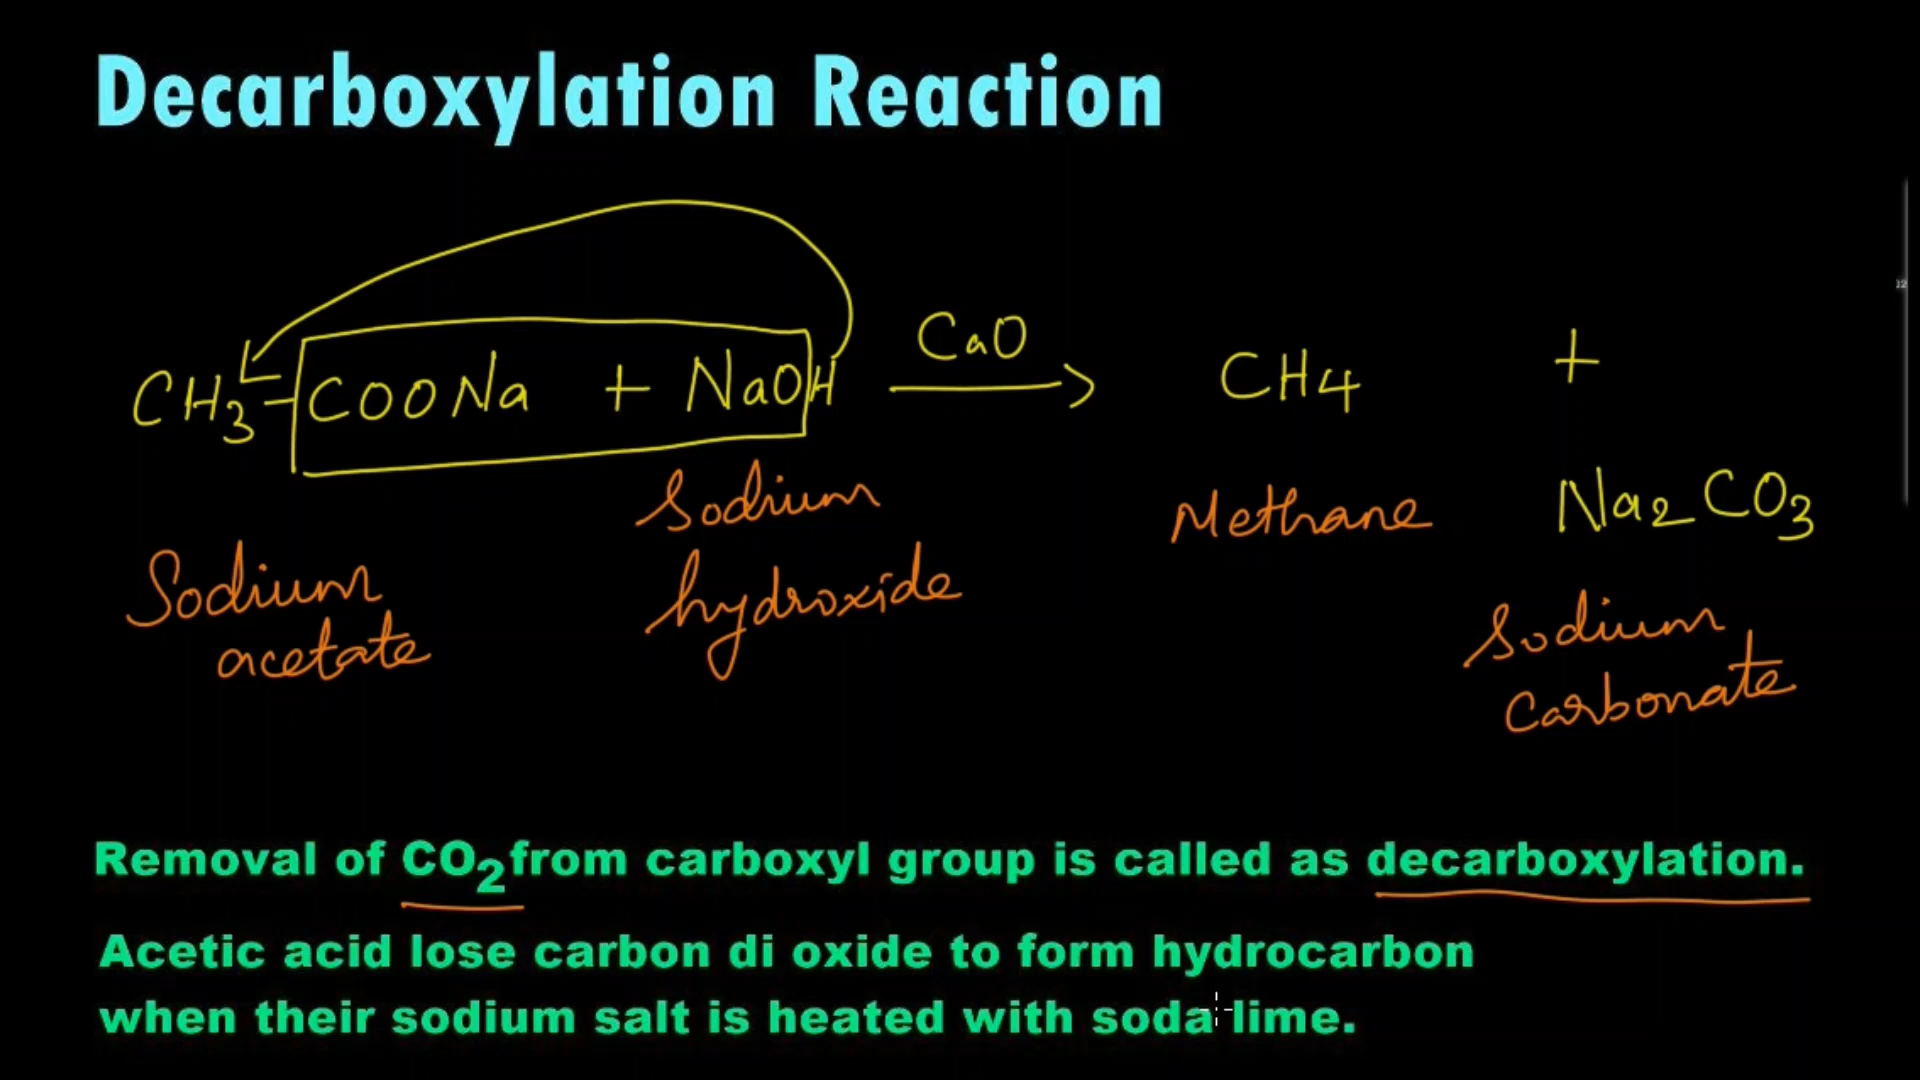 Decarboxylation Reaction
CaO
CH3-COONa + NaOH → CH4 +
Na2CO3
Sodium hydroxide
Methane
Sodium acetate
Sodium carbonate
Removal of CO2 from carboxyl group is called as decarboxylation.
Acetic acid lose carbon di oxide to form hydrocarbon
when their sodium salt is heated with soda lime.